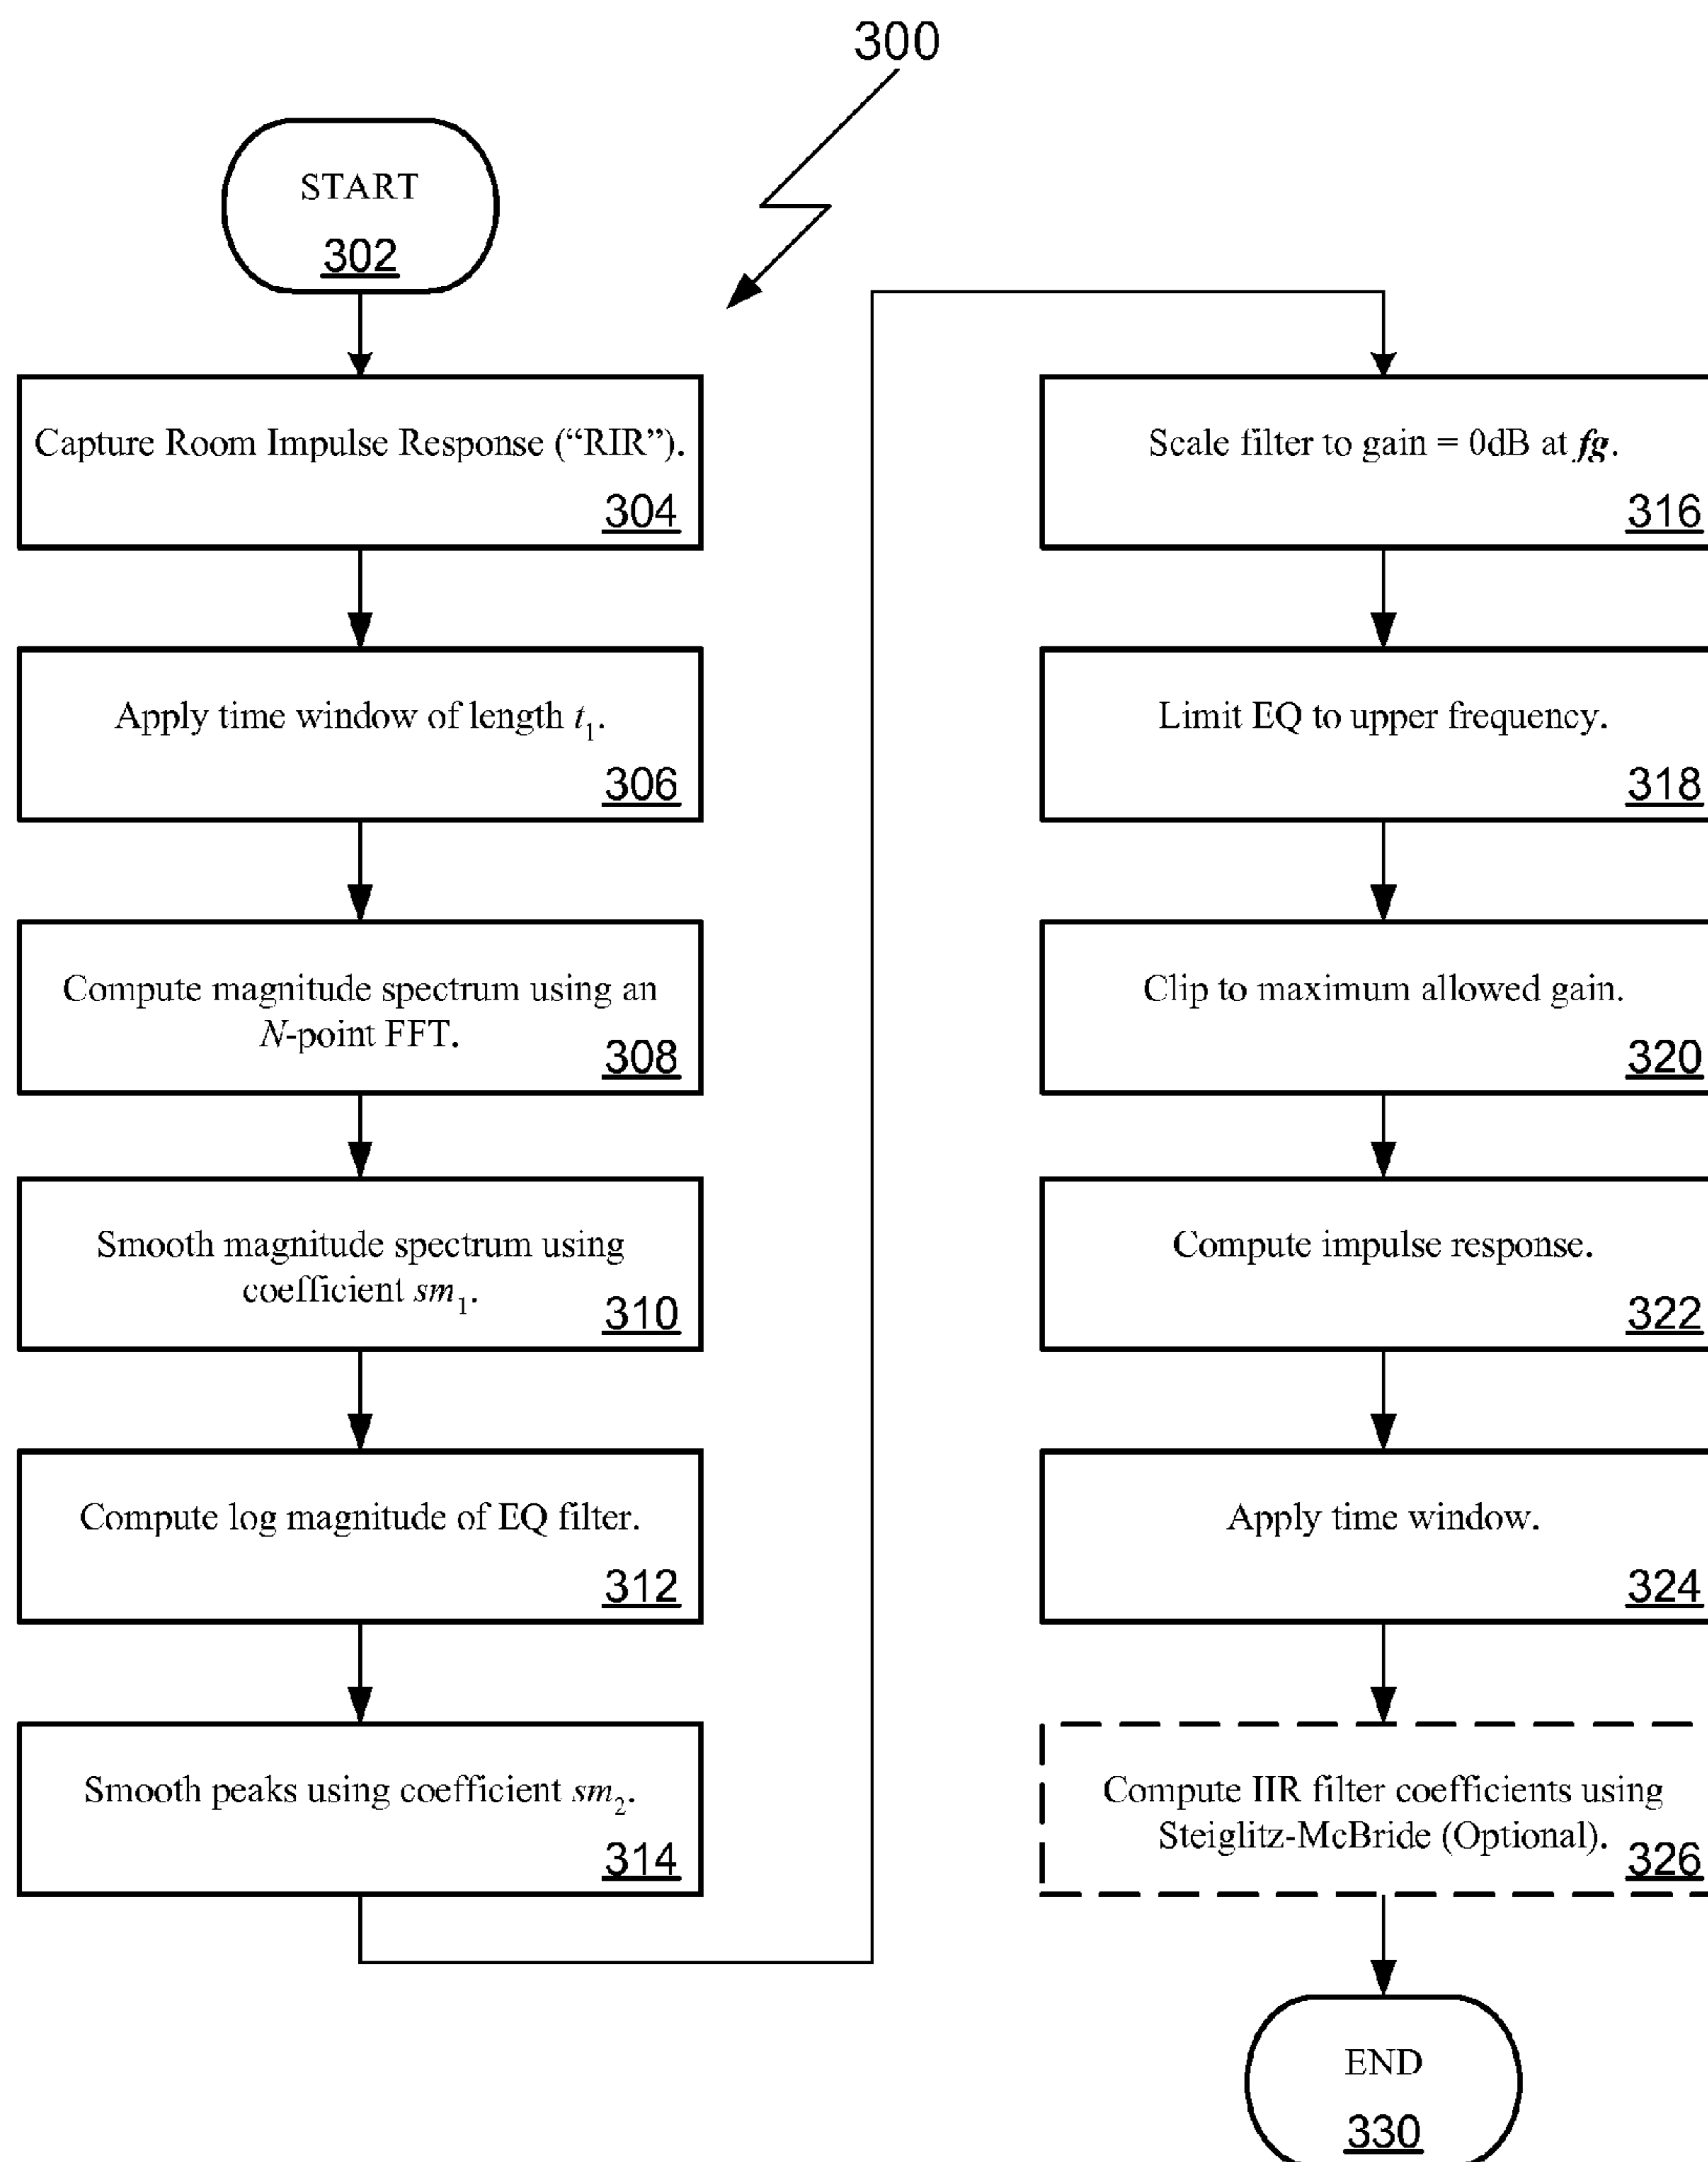 300
START
302
Capture Room Impulse Response (“RIR”).
304
Apply time window of length t₁.
306
Compute magnitude spectrum using an
N-point FFT.
308
Smooth magnitude spectrum using
coefficient sm₁.
310
Compute log magnitude of EQ filter.
312
Smooth peaks using coefficient sm₂.
314
Scale filter to gain = 0dB at fg.
316
Limit EQ to upper frequency.
318
Clip to maximum allowed gain.
320
Compute impulse response.
322
Apply time window.
324
Compute IIR filter coefficients using
Steiglitz-McBride (Optional).
326
END
330